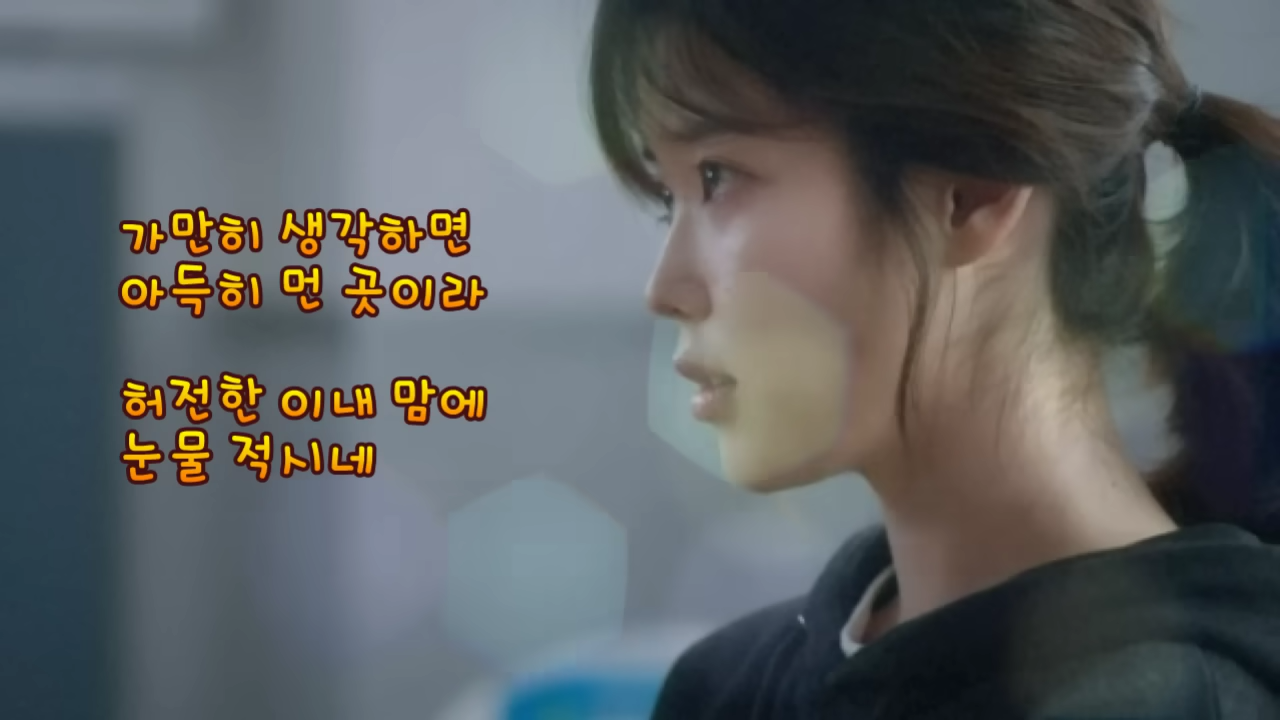 가만히 생각하면
아득히 먼 곳이라
허전한 이내 맘에
눈물 적시네